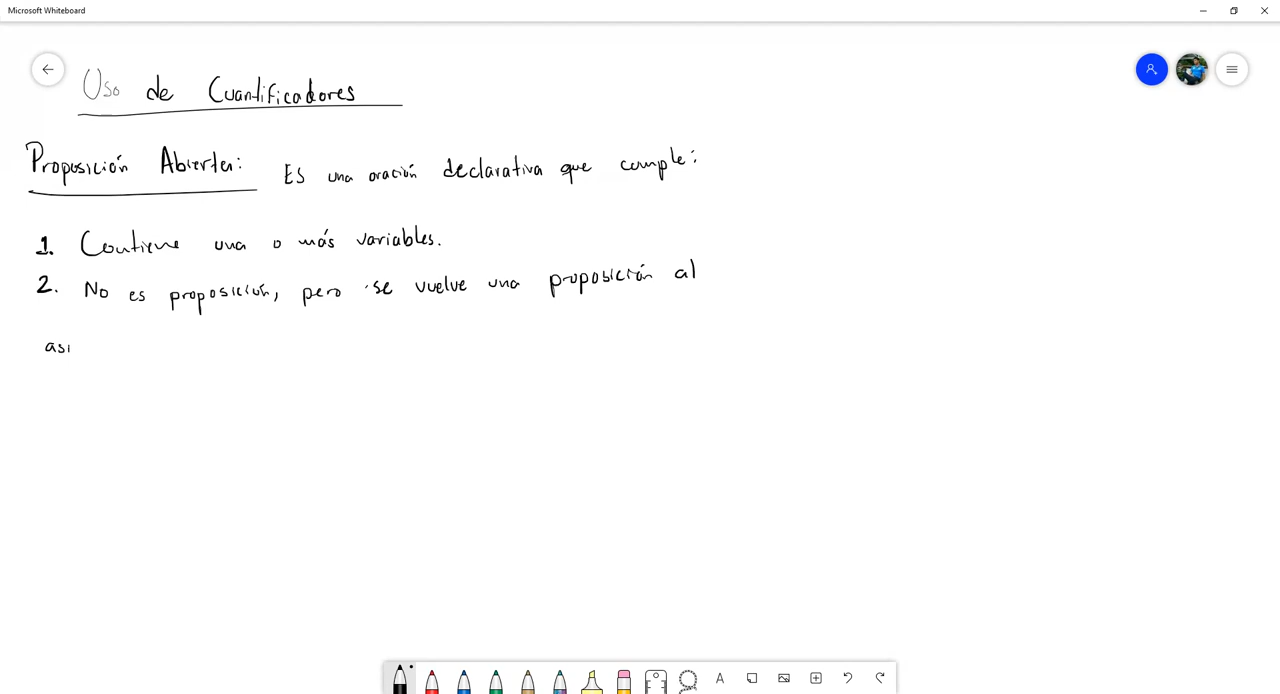 Microsoft Whiteboard
Uso de Cuantificadores
Proposición Abierta: Es una oración declarativa que cumple:
1. Contiene una o más variables.
2. No es proposición, pero se vuelve una proposición al
asi